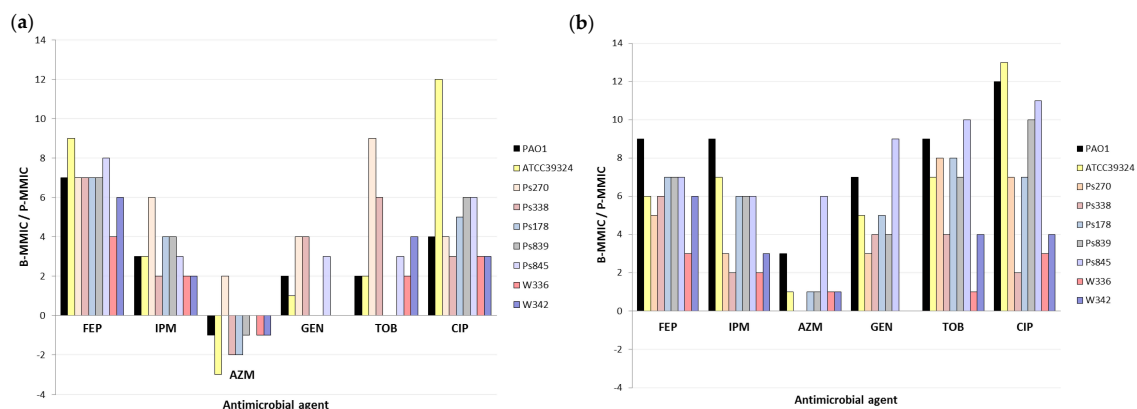 (a)
14
12
10
8
6
4
2
0
-2
-4
B-MMIC / P-MMIC
FEP IPM AZM GEN TOB CIP
Antimicrobial agent
PAO1
ATCC39324
Ps270
Ps338
Ps178
Ps839
Ps845
W336
W342
(b)
14
12
10
8
6
4
2
0
-2
-4
B-MMIC / P-MMIC
FEP IPM AZM GEN TOB CIP
Antimicrobial agent
PAO1
ATCC39324
Ps270
Ps338
Ps178
Ps839
Ps845
W336
W342